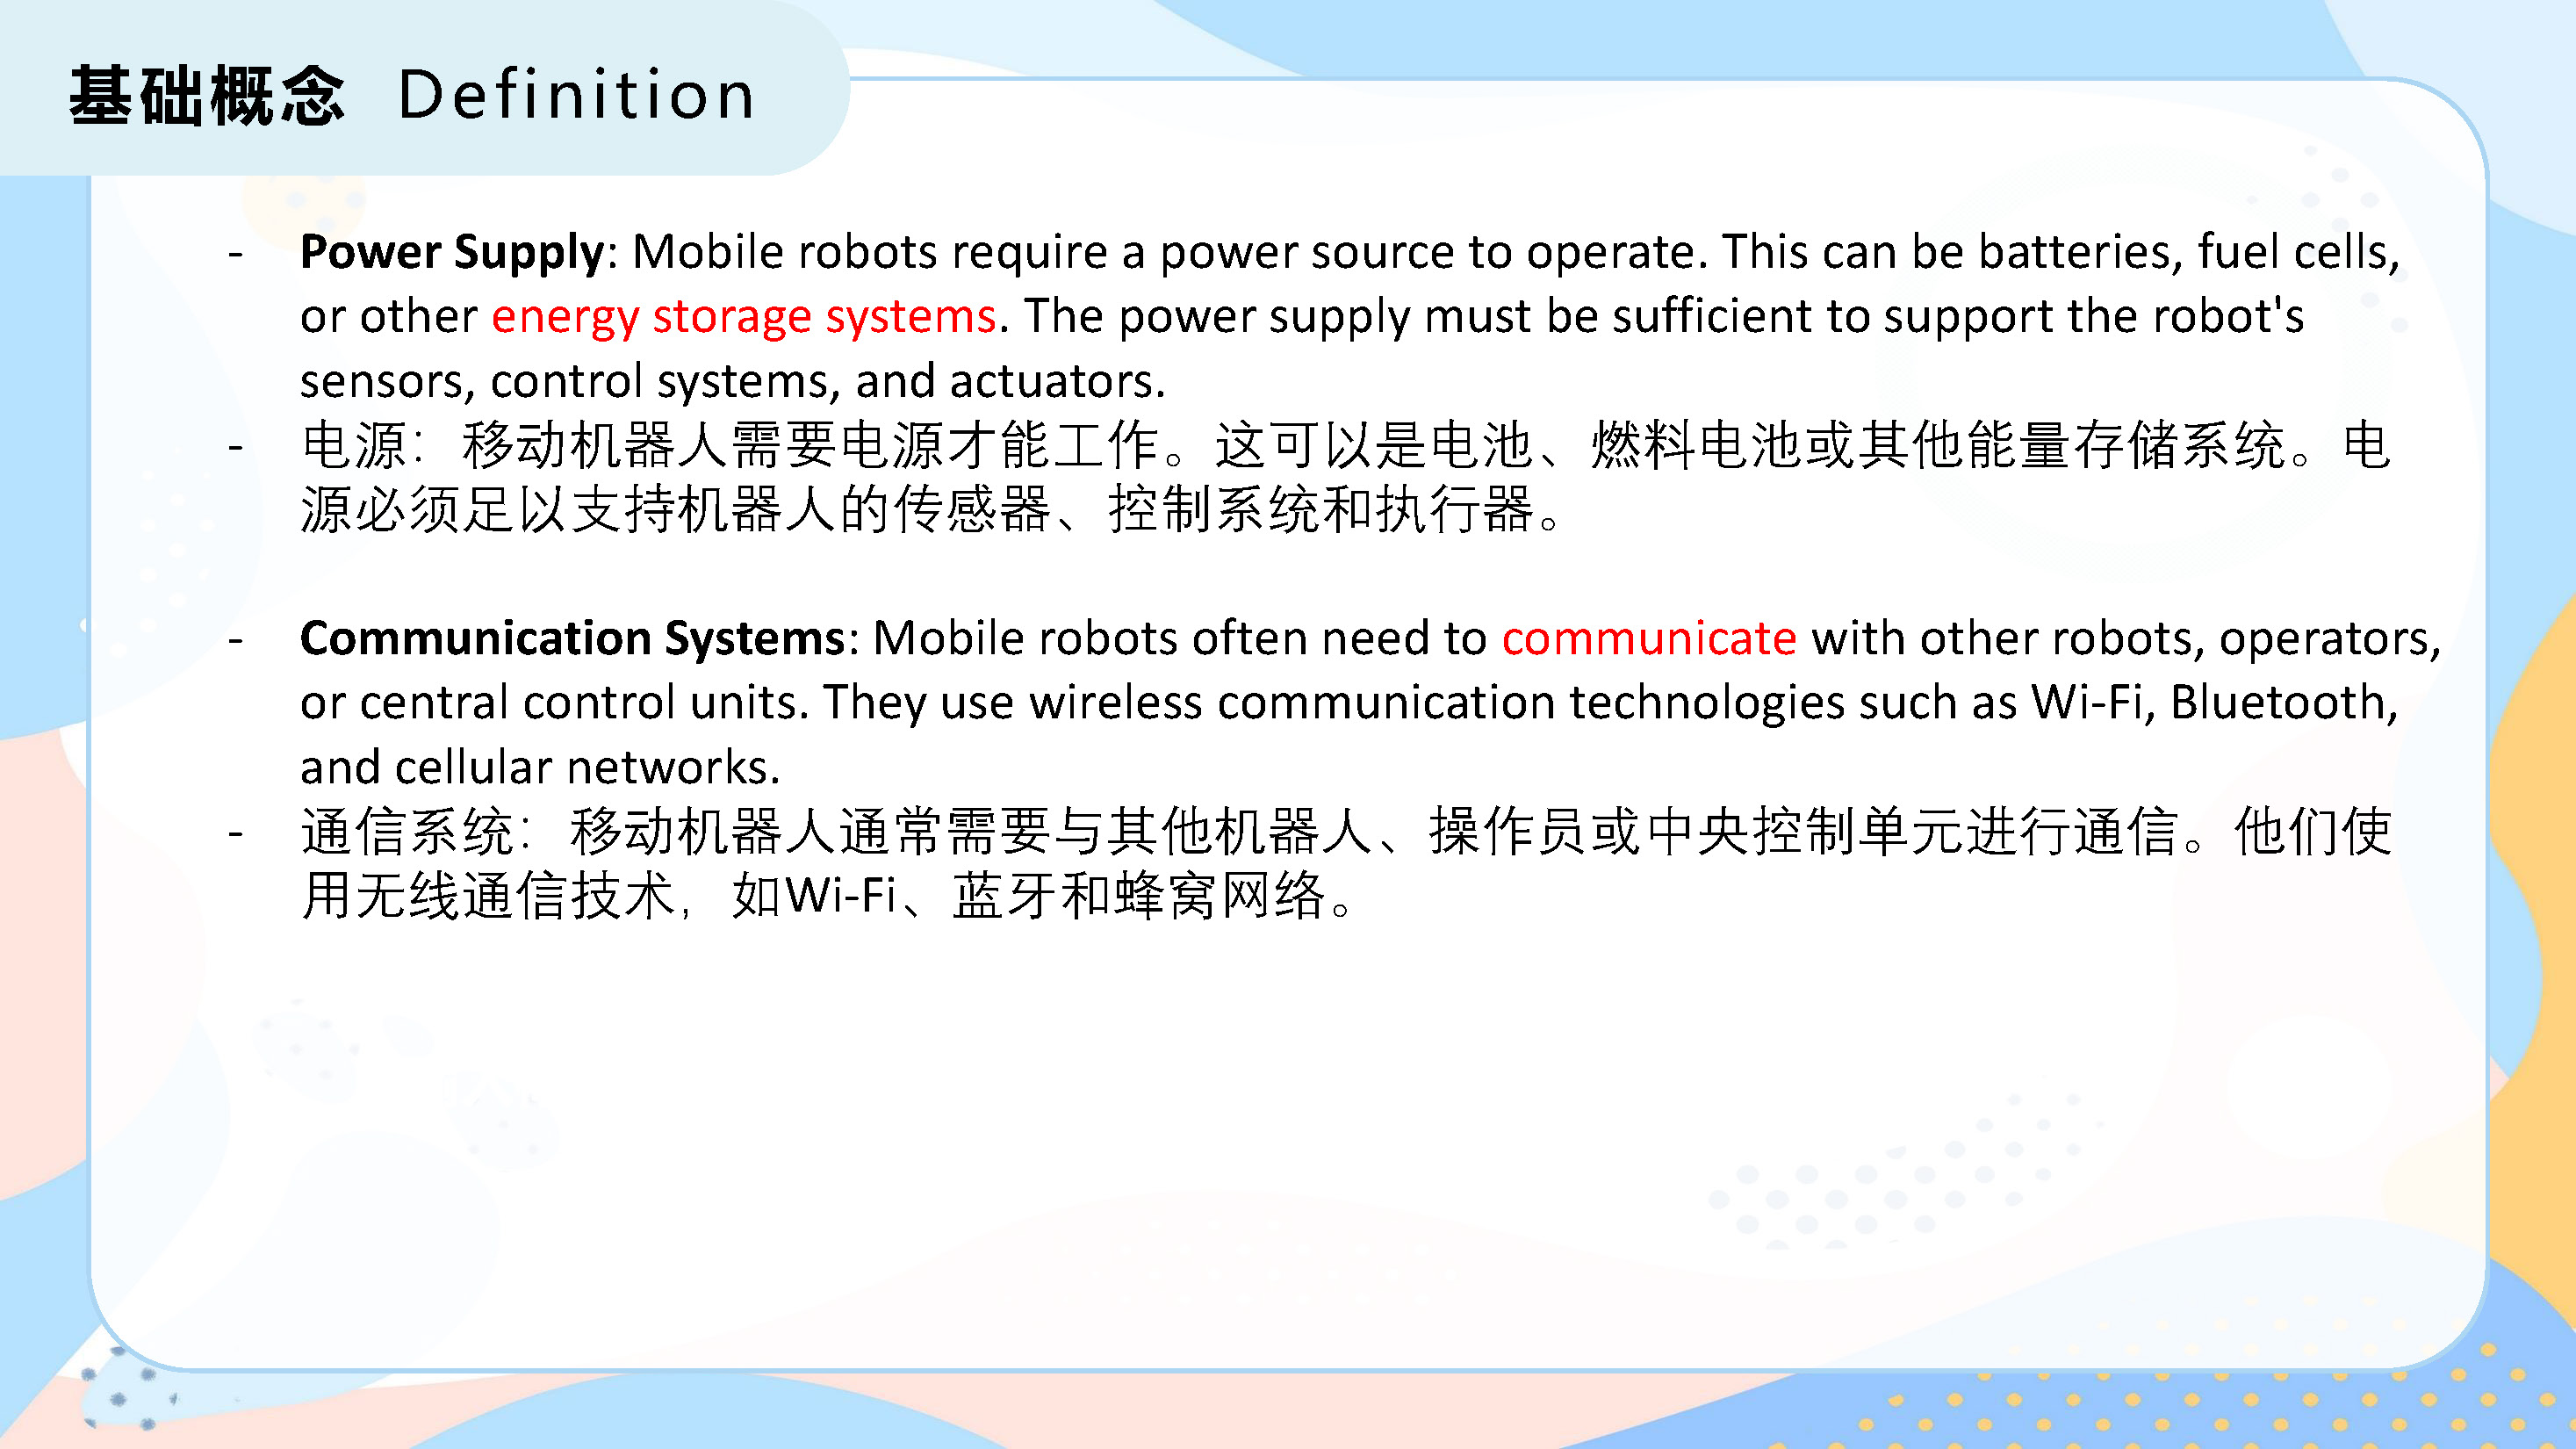 基础概念 Definition
- Power Supply: Mobile robots require a power source to operate. This can be batteries, fuel cells,
or other energy storage systems. The power supply must be sufficient to support the robot's
sensors, control systems, and actuators.
- 电源：移动机器人需要电源才能工作。这可以是电池、燃料电池或其他能量存储系统。电
源必须足以支持机器人的传感器、控制系统和执行器。
- Communication Systems: Mobile robots often need to communicate with other robots, operators,
or central control units. They use wireless communication technologies such as Wi-Fi, Bluetooth,
and cellular networks.
- 通信系统：移动机器人通常需要与其他机器人、操作员或中央控制单元进行通信。他们使
用无线通信技术，如Wi-Fi、蓝牙和蜂窝网络。